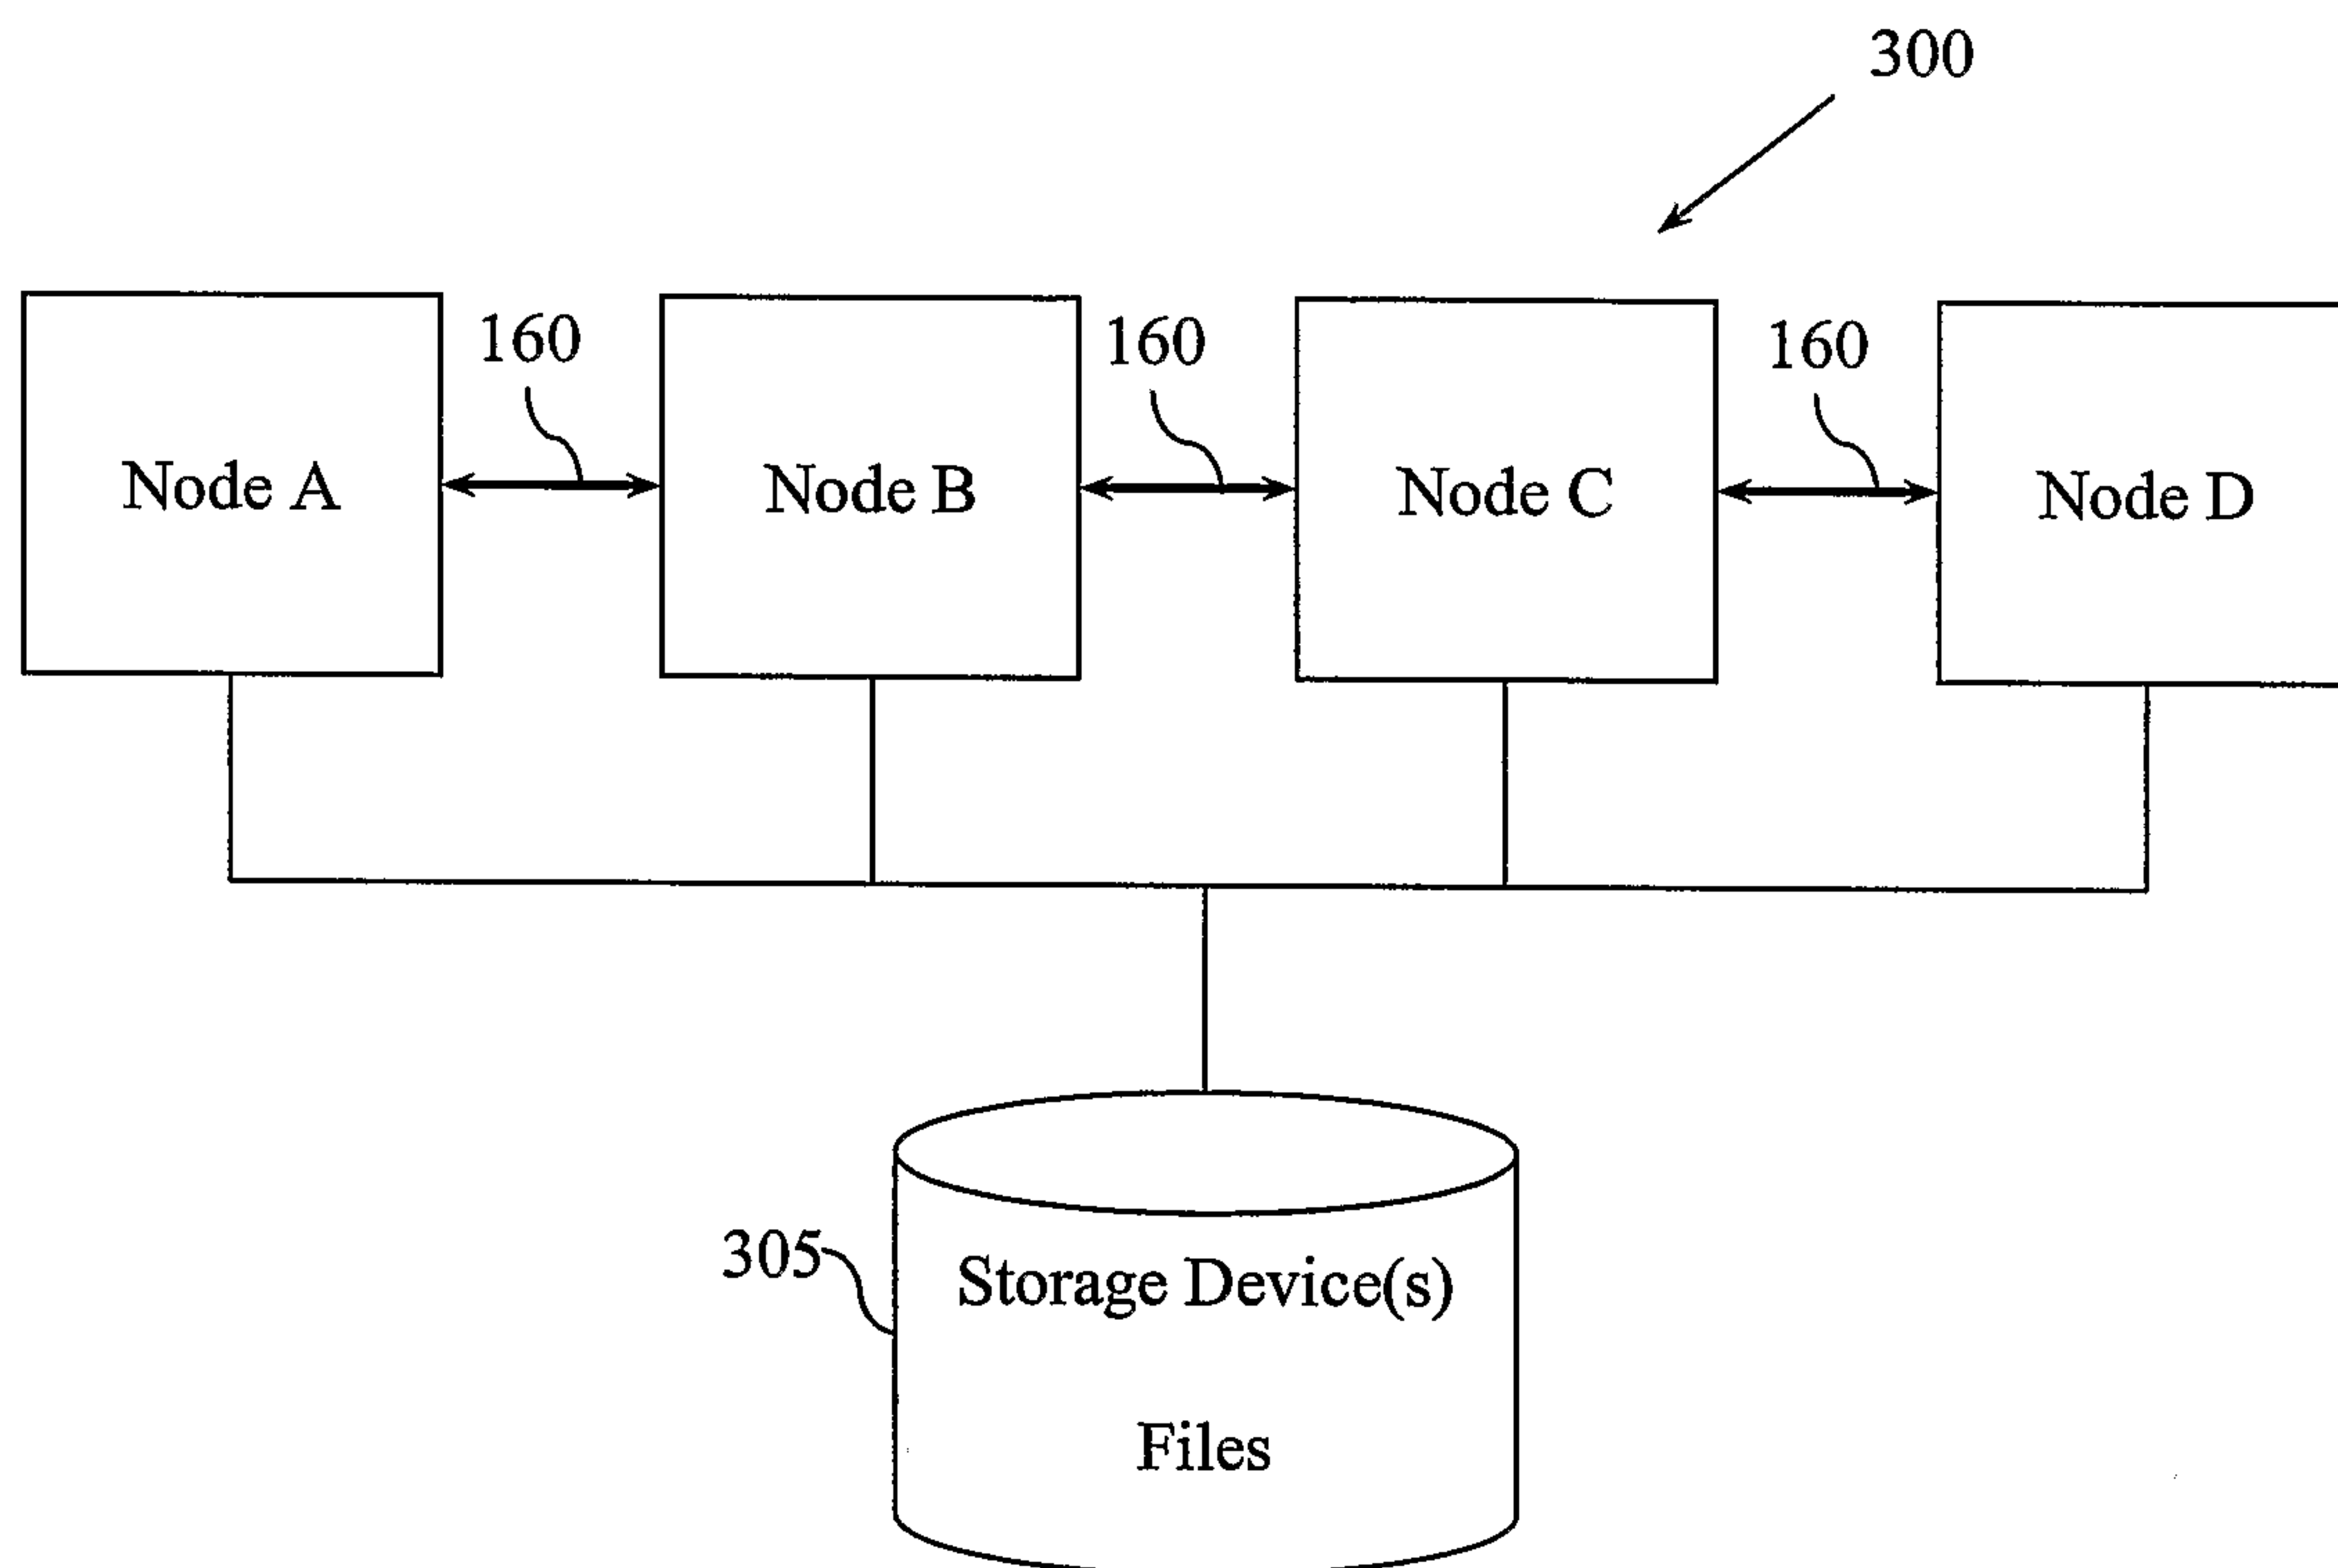 300
160 160 160
Node A Node B Node C Node D
305
Storage Device(s)
Files